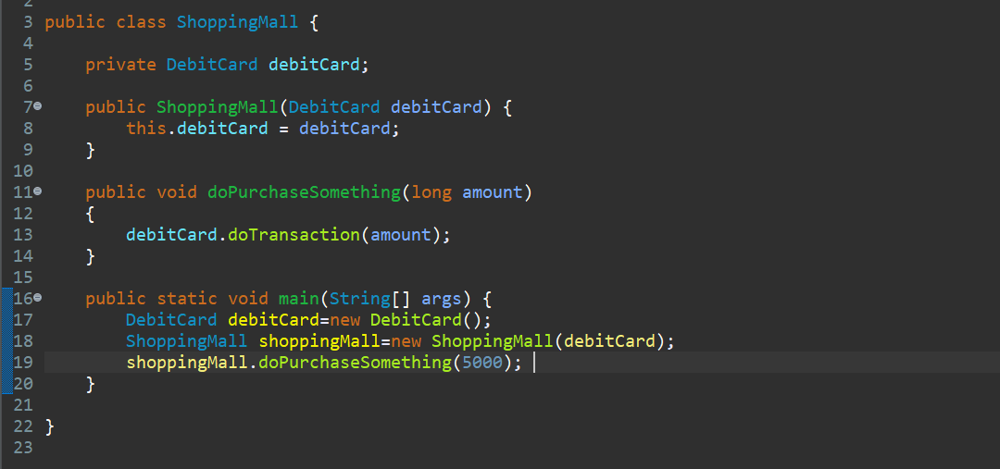 2
3 public class ShoppingMall {
4
5     private DebitCard debitCard;
6
7     public ShoppingMall(DebitCard debitCard) {
8         this.debitCard = debitCard;
9     }
10
11     public void doPurchaseSomething(long amount)
12     {
13         debitCard.doTransaction(amount);
14     }
15
16     public static void main(String[] args) {
17         DebitCard debitCard=new DebitCard();
18         ShoppingMall shoppingMall=new ShoppingMall(debitCard);
19         shoppingMall.doPurchaseSomething(5000);
20     }
21
22 }
23